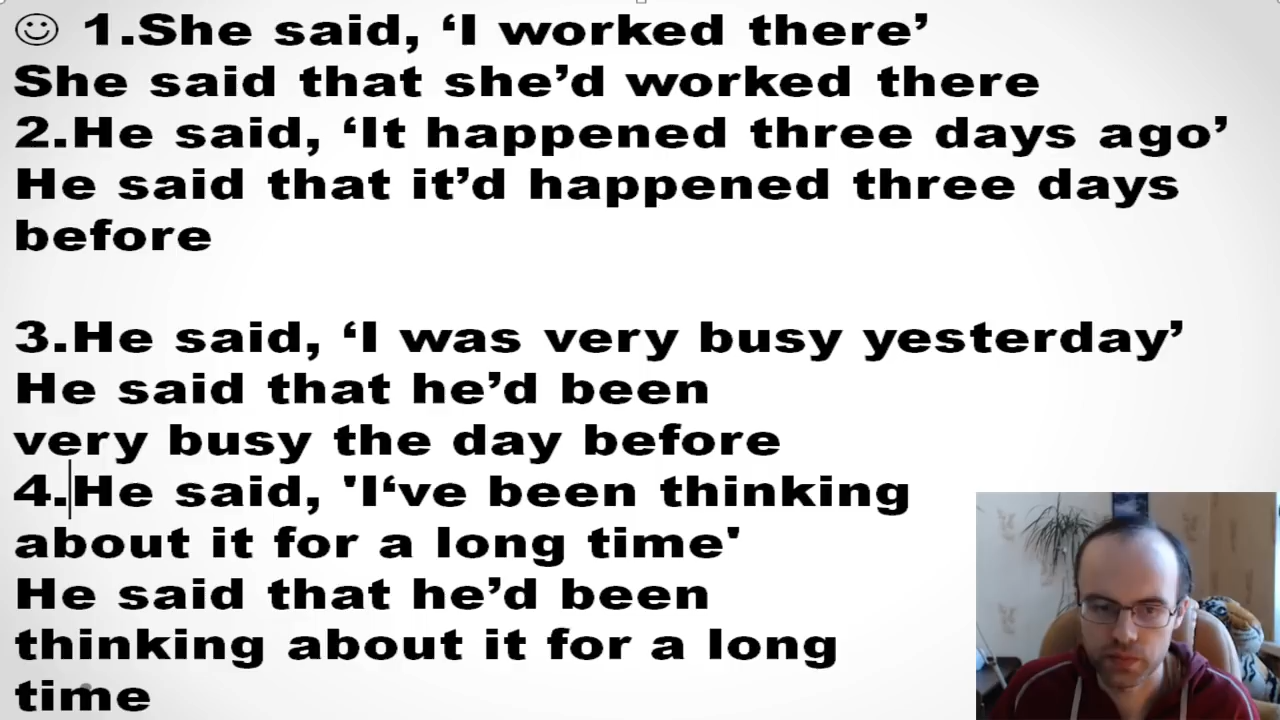 ☺ 1.She said, ‘I worked there’
She said that she’d worked there
2.He said, ‘It happened three days ago’
He said that it’d happened three days
before
3.He said, ‘I was very busy yesterday’
He said that he’d been
very busy the day before
4.He said, 'I‘ve been thinking
about it for a long time'
He said that he’d been
thinking about it for a long
time